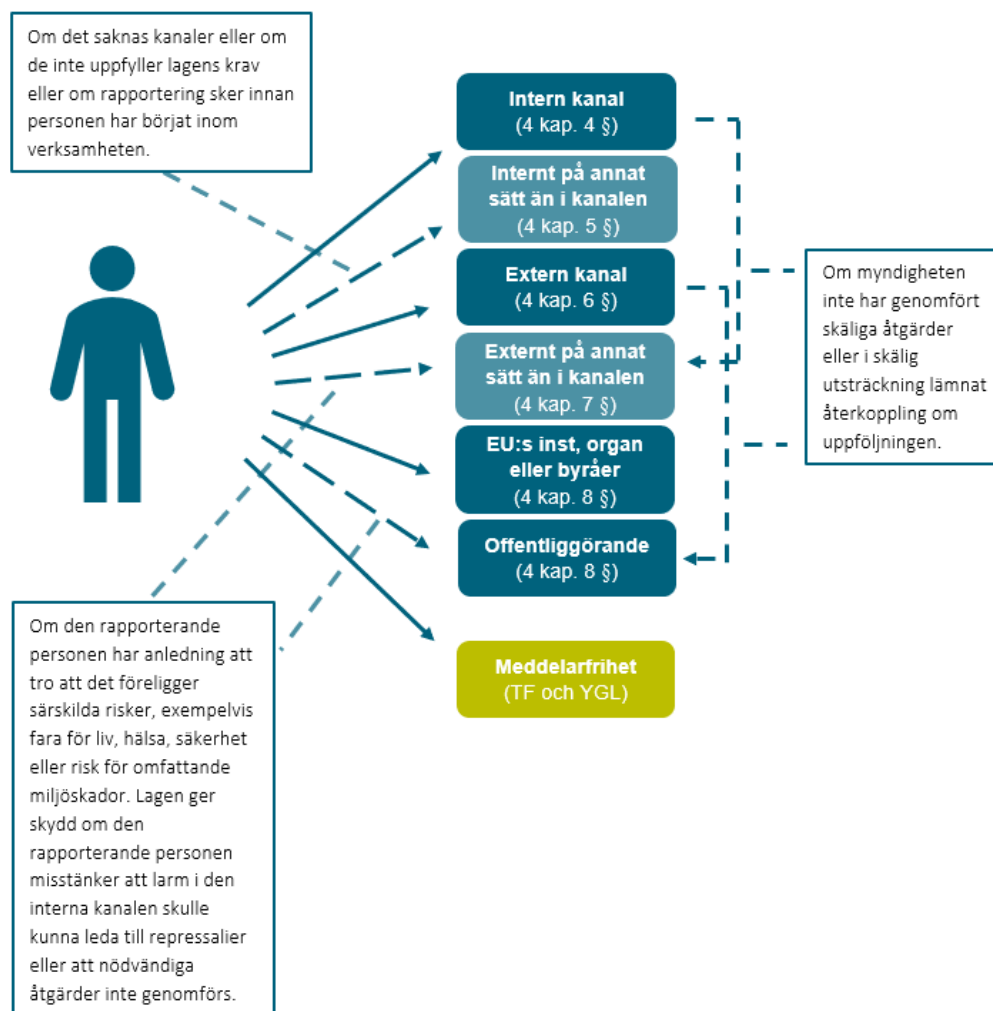 Om det saknas kanaler eller om
de inte uppfyller lagens krav
eller om rapportering sker innan
personen har börjat inom
verksamheten.
Intern kanal
(4 kap. 4 §)
Internt på annat
sätt än i kanalen
(4 kap. 5 §)
Extern kanal
(4 kap. 6 §)
Externt på annat
sätt än i kanalen
(4 kap. 7 §)
EU:s inst, organ
eller byråer
(4 kap. 8 §)
Offentliggörande
(4 kap. 8 §)
Meddelarfrihet
(TF och YGL)
Om myndigheten
inte har genomfört
skäliga åtgärder
eller i skälig
utsträckning lämnat
återkoppling om
uppföljningen.
Om den rapporterande
personen har anledning att
tro att det föreligger
särskilda risker, exempelvis
fara för liv, hälsa, säkerhet
eller risk för omfattande
miljöskador. Lagen ger
skydd om den
rapporterande personen
misstänker att larm i den
interna kanalen skulle
kunna leda till repressalier
eller att nödvändiga
åtgärder inte genomförs.